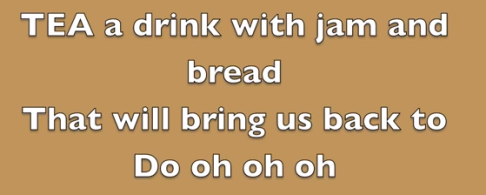 TEA a drink with jam and
bread
That will bring us back to
Do oh oh oh